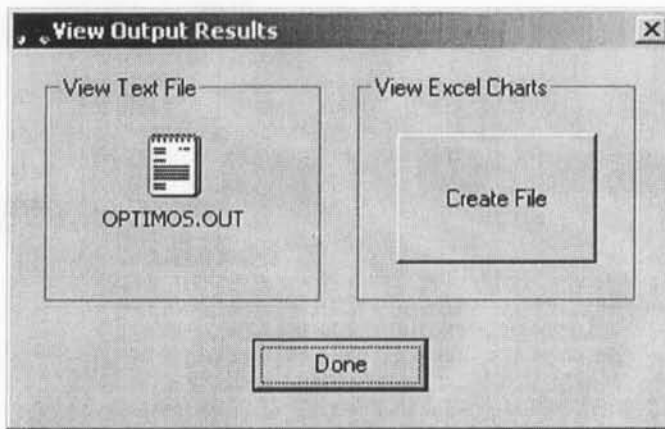 View Output Results
View Text File
OPTIMOS.OUT
View Excel Charts
Create File
Done